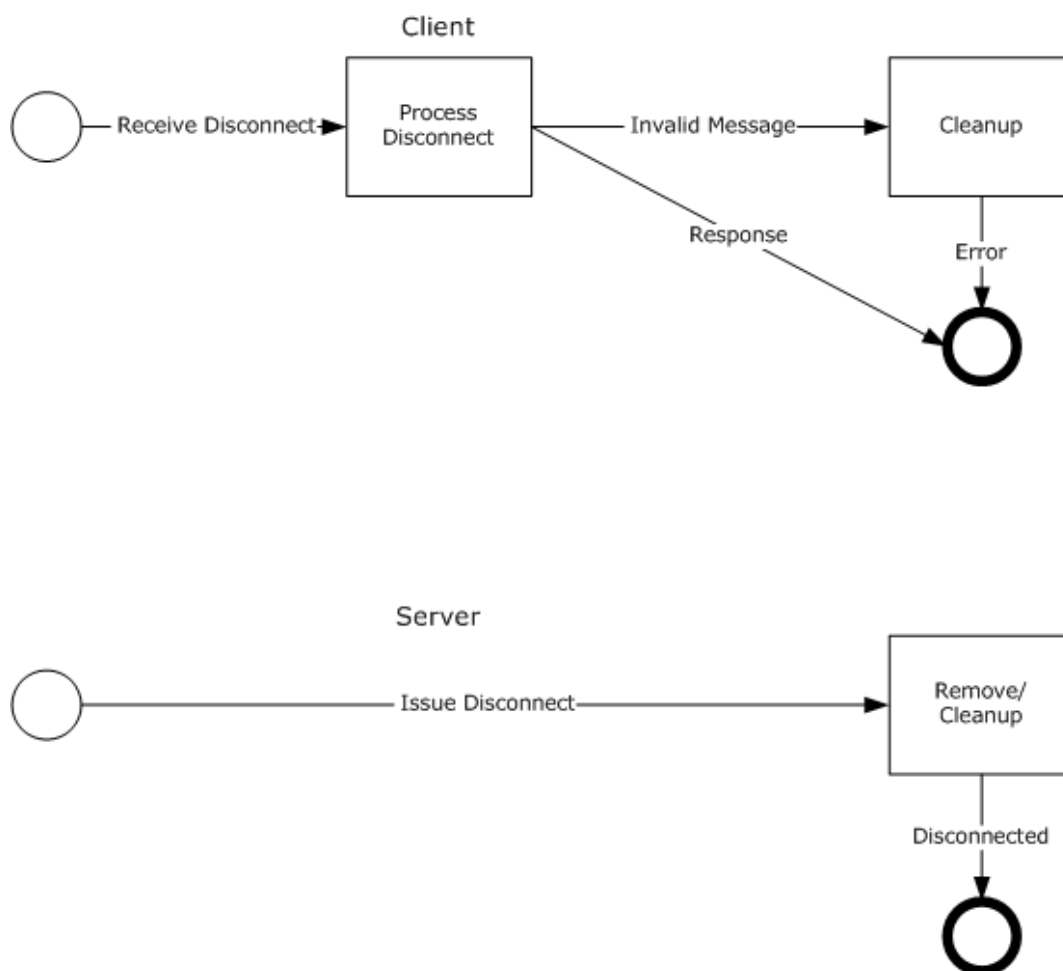 Client
Receive Disconnect
Process
Disconnect
Invalid Message
Cleanup
Response
Error
Server
Issue Disconnect
Remove/
Cleanup
Disconnected